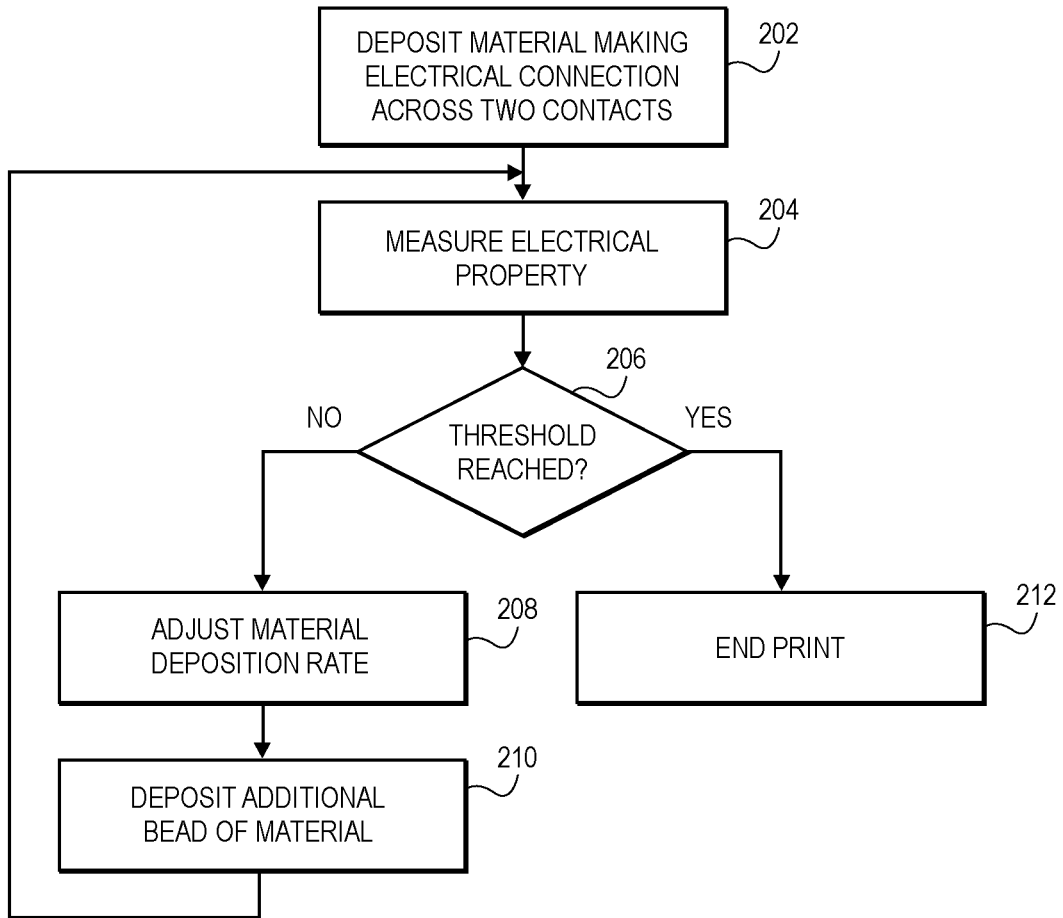 DEPOSIT MATERIAL MAKING
ELECTRICAL CONNECTION
ACROSS TWO CONTACTS
202
MEASURE ELECTRICAL
PROPERTY
204
THRESHOLD
REACHED?
206
NO
YES
ADJUST MATERIAL
DEPOSITION RATE
208
END PRINT
212
DEPOSIT ADDITIONAL
BEAD OF MATERIAL
210